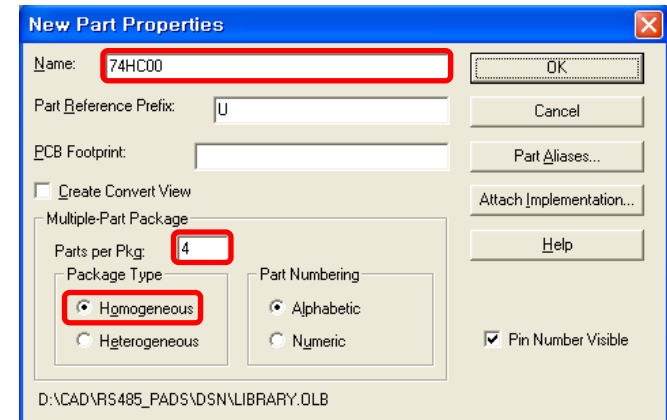 New Part Properties
Name: 74HC00
OK
Part Reference Prefix: U
Cancel
PCB Footprint:
Part Aliases...
Create Convert View
Attach Implementation...
Multiple-Part Package
Parts per Pkg: 4
Help
Package Type
Part Numbering
Homogeneous
Alphabetic
Heterogeneous
Numeric
Pin Number Visible
D:\CAD\RS485_PADS\DSN\LIBRARY.OLB